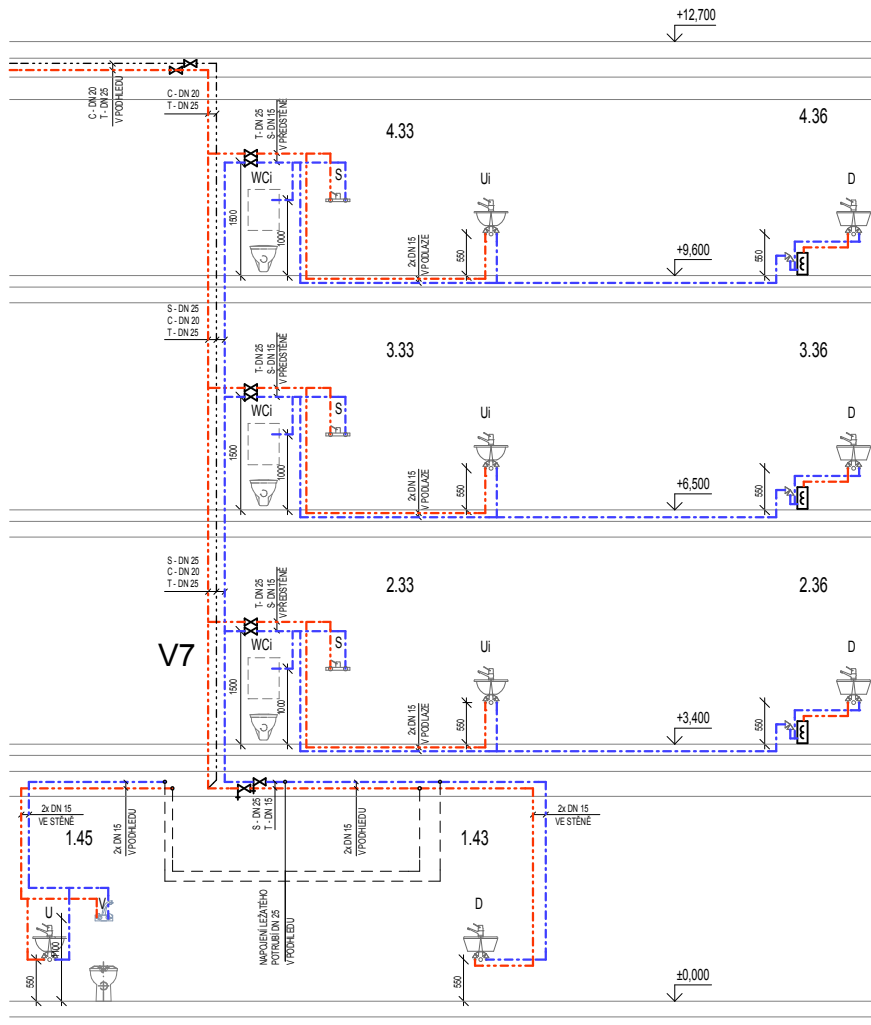 +12,700
C - DN 20
T - DN 25
V PODHLEDU
C - DN 20
T - DN 25
T - DN 25
S - DN 15
V PŘEDSTĚNĚ
4.33
4.36
WCi
S
Ui
D
1500
1000
2x DN 15
V PODLAZE
550
+9,600
550
S - DN 25
C - DN 20
T - DN 25
T - DN 25
S - DN 15
V PŘEDSTĚNĚ
3.33
3.36
WCi
S
Ui
D
1500
1000
2x DN 15
V PODLAZE
550
+6,500
550
S - DN 25
C - DN 20
T - DN 25
T - DN 25
S - DN 15
V PŘEDSTĚNĚ
2.33
2.36
V7
WCi
S
Ui
D
1500
1000
2x DN 15
V PODLAZE
550
+3,400
550
2x DN 15
VE STĚNĚ
1.45
2x DN 15
V PODHLEDU
S - DN 25
T - DN 15
2x DN 15
V PODHLEDU
1.43
2x DN 15
VE STĚNĚ
U
V
550
NAPOJENÍ LEŽATÉHO
POTRUBÍ DN 25
V PODHLEDU
D
550
±0,000